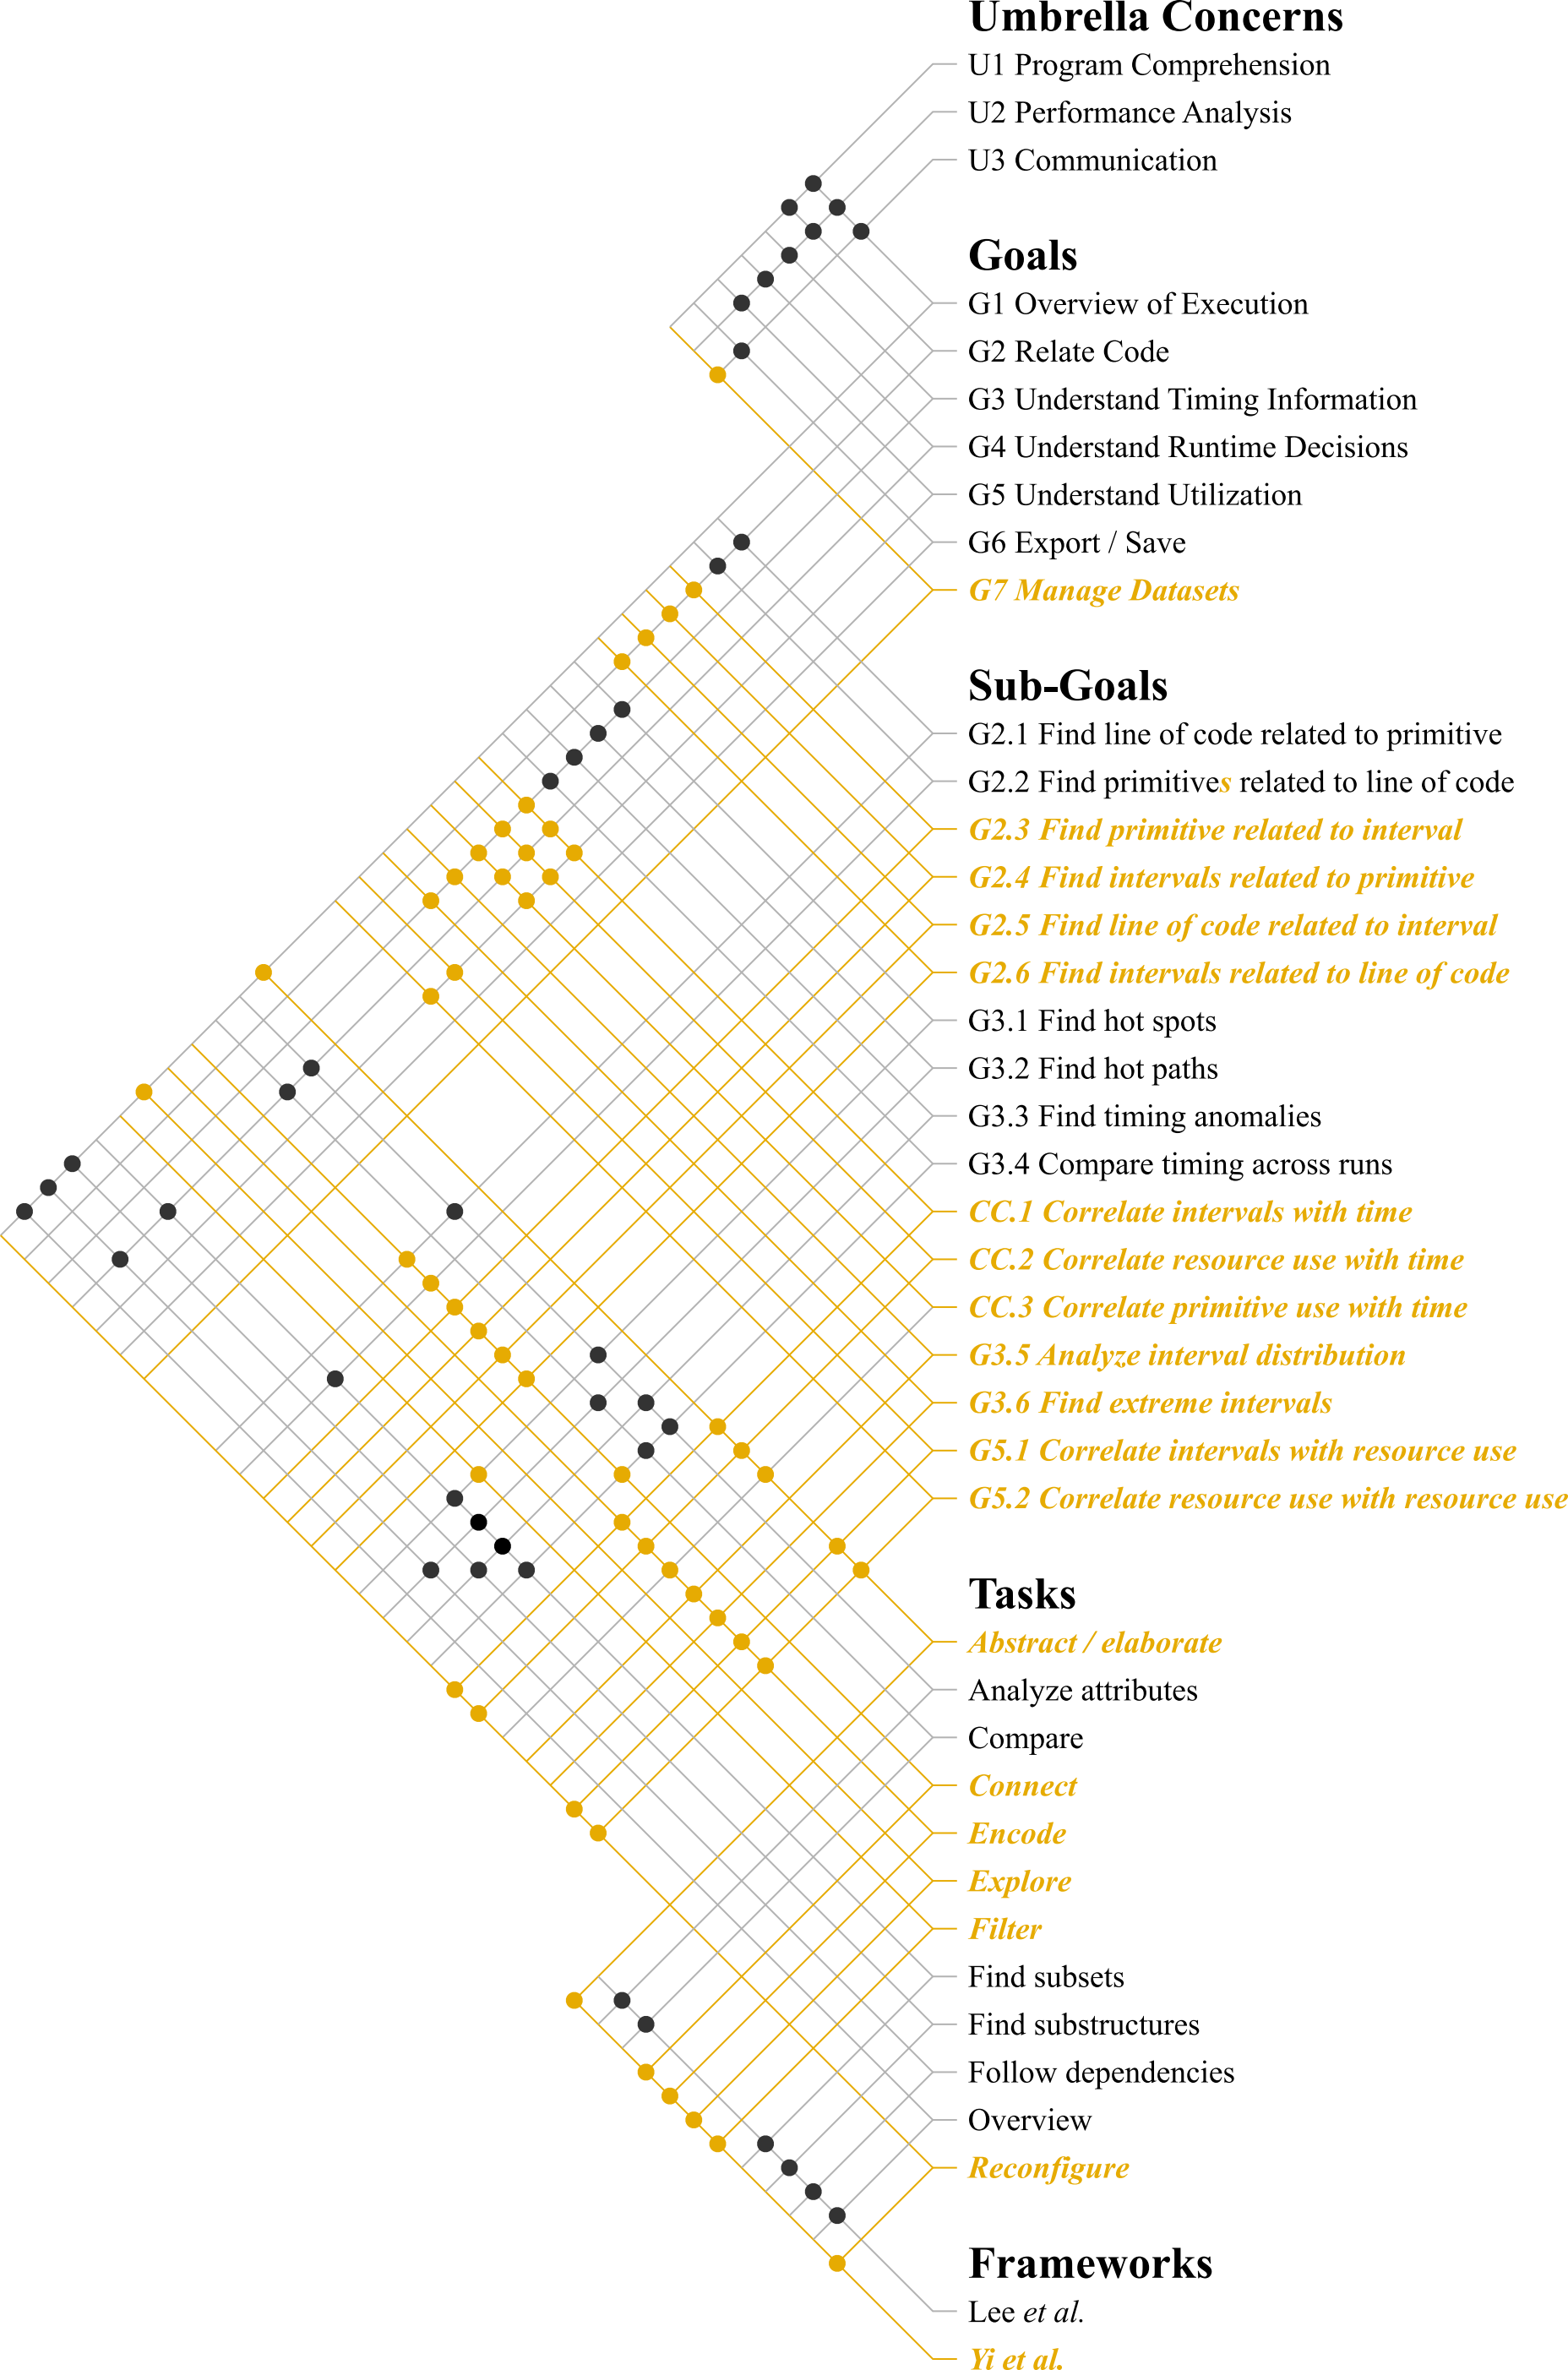 Umbrella Concerns
U1 Program Comprehension
U2 Performance Analysis
U3 Communication
Goals
G1 Overview of Execution
G2 Relate Code
G3 Understand Timing Information
G4 Understand Runtime Decisions
G5 Understand Utilization
G6 Export / Save
G7 Manage Datasets
Sub-Goals
G2.1 Find line of code related to primitive
G2.2 Find primitives related to line of code
G2.3 Find primitive related to interval
G2.4 Find intervals related to primitive
G2.5 Find line of code related to interval
G2.6 Find intervals related to line of code
G3.1 Find hot spots
G3.2 Find hot paths
G3.3 Find timing anomalies
G3.4 Compare timing across runs
CC.1 Correlate intervals with time
CC.2 Correlate resource use with time
CC.3 Correlate primitive use with time
G3.5 Analyze interval distribution
G3.6 Find extreme intervals
G5.1 Correlate intervals with resource use
G5.2 Correlate resource use with resource use
Tasks
Abstract / elaborate
Analyze attributes
Compare
Connect
Encode
Explore
Filter
Find subsets
Find substructures
Follow dependencies
Overview
Reconfigure
Frameworks
Lee et al.
Yi et al.